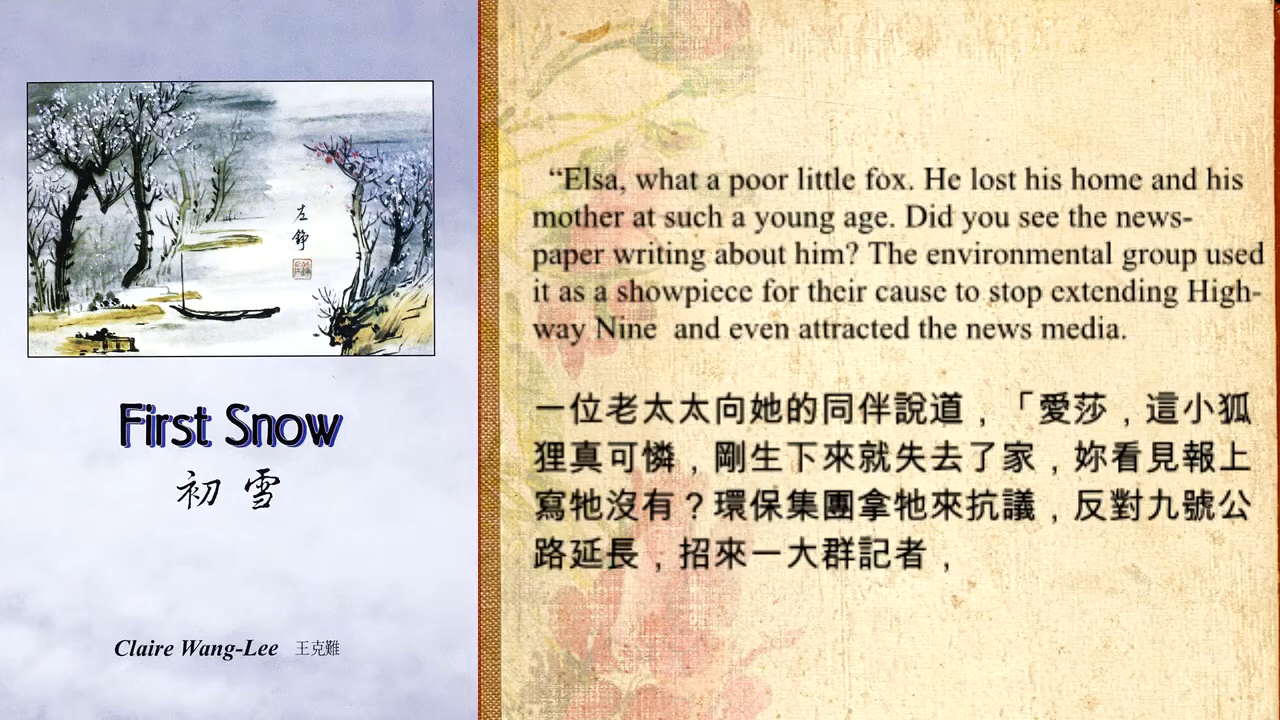 左
錚
First Snow
初 雪
Claire Wang-Lee 王克難
“Elsa, what a poor little fox. He lost his home and his
mother at such a young age. Did you see the news-
paper writing about him? The environmental group used
it as a showpiece for their cause to stop extending High-
way Nine and even attracted the news media.
一位老太太向她的同伴說道，「愛莎，這小狐
狸真可憐，剛生下來就失去了家，妳看見報上
寫牠沒有？環保集團拿牠來抗議，反對九號公
路延長，招來一大群記者，